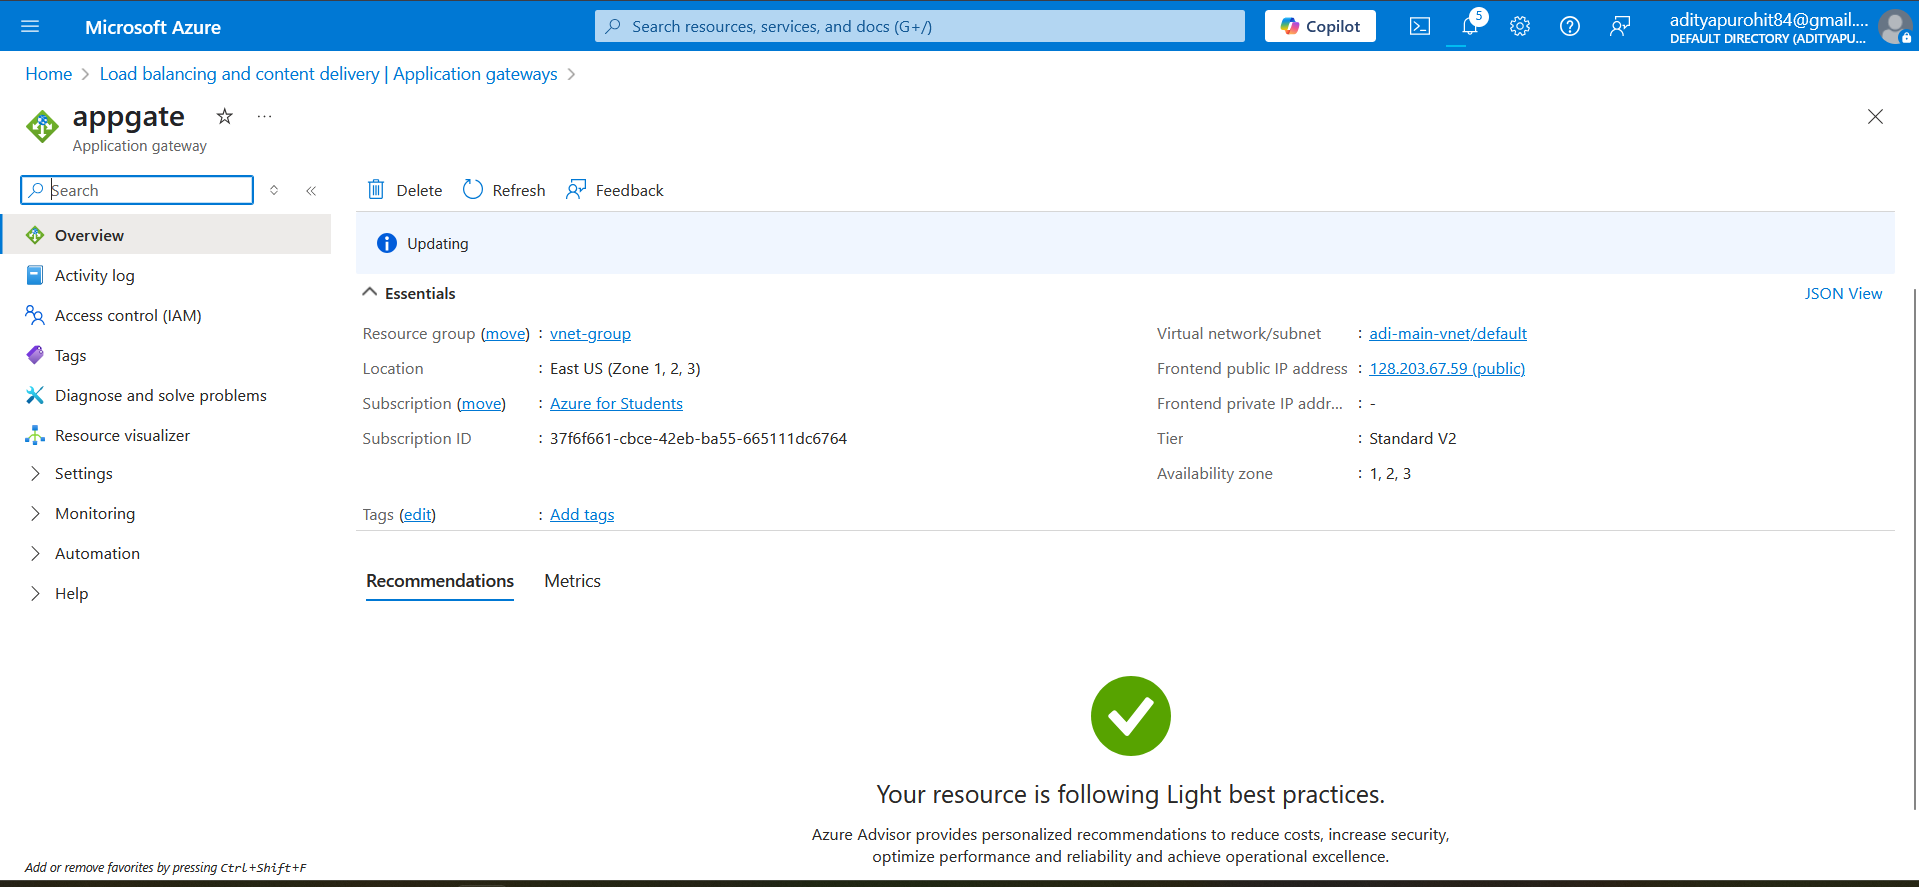 Microsoft Azure
Search resources, services, and docs (G+/)
Copilot
5
adityapurohit84@gmail....
DEFAULT DIRECTORY (ADITYAPU...
Home > Load balancing and content delivery | Application gateways >
appgate
Application gateway
Search
Delete
Refresh
Feedback
Overview
Activity log
Access control (IAM)
Tags
Diagnose and solve problems
Resource visualizer
Settings
Monitoring
Automation
Help
Add or remove favorites by pressing Ctrl+Shift+F
Updating
Essentials
JSON View
Resource group (move) : vnet-group
Location : East US (Zone 1, 2, 3)
Subscription (move) : Azure for Students
Subscription ID : 37f6f661-cbce-42eb-ba55-665111dc6764
Virtual network/subnet : adi-main-vnet/default
Frontend public IP address : 128.203.67.59 (public)
Frontend private IP addr... : -
Tier : Standard V2
Availability zone : 1, 2, 3
Tags (edit) : Add tags
Recommendations
Metrics
Your resource is following Light best practices.
Azure Advisor provides personalized recommendations to reduce costs, increase security,
optimize performance and reliability and achieve operational excellence.